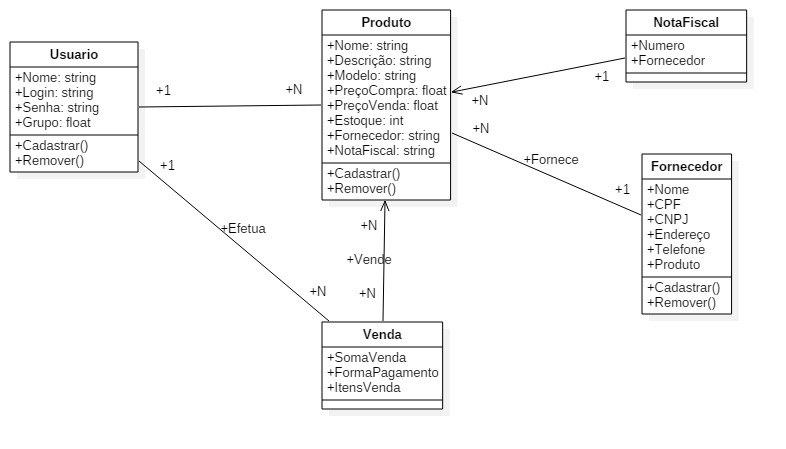 Usuario
+Nome: string
+Login: string
+Senha: string
+Grupo: float
+Cadastrar()
+Remover()
Produto
+Nome: string
+Descrição: string
+Modelo: string
+PreçoCompra: float
+PreçoVenda: float
+Estoque: int
+Fornecedor: string
+NotaFiscal: string
+Cadastrar()
+Remover()
NotaFiscal
+Numero
+Fornecedor
Fornecedor
+Nome
+CPF
+CNPJ
+Endereço
+Telefone
+Produto
+Cadastrar()
+Remover()
Venda
+SomaVenda
+FormaPagamento
+ItensVenda
+1
+N
+1
+N
+N
+Fornece
+1
+1
+Efetua
+N
+N
+Vende
+N